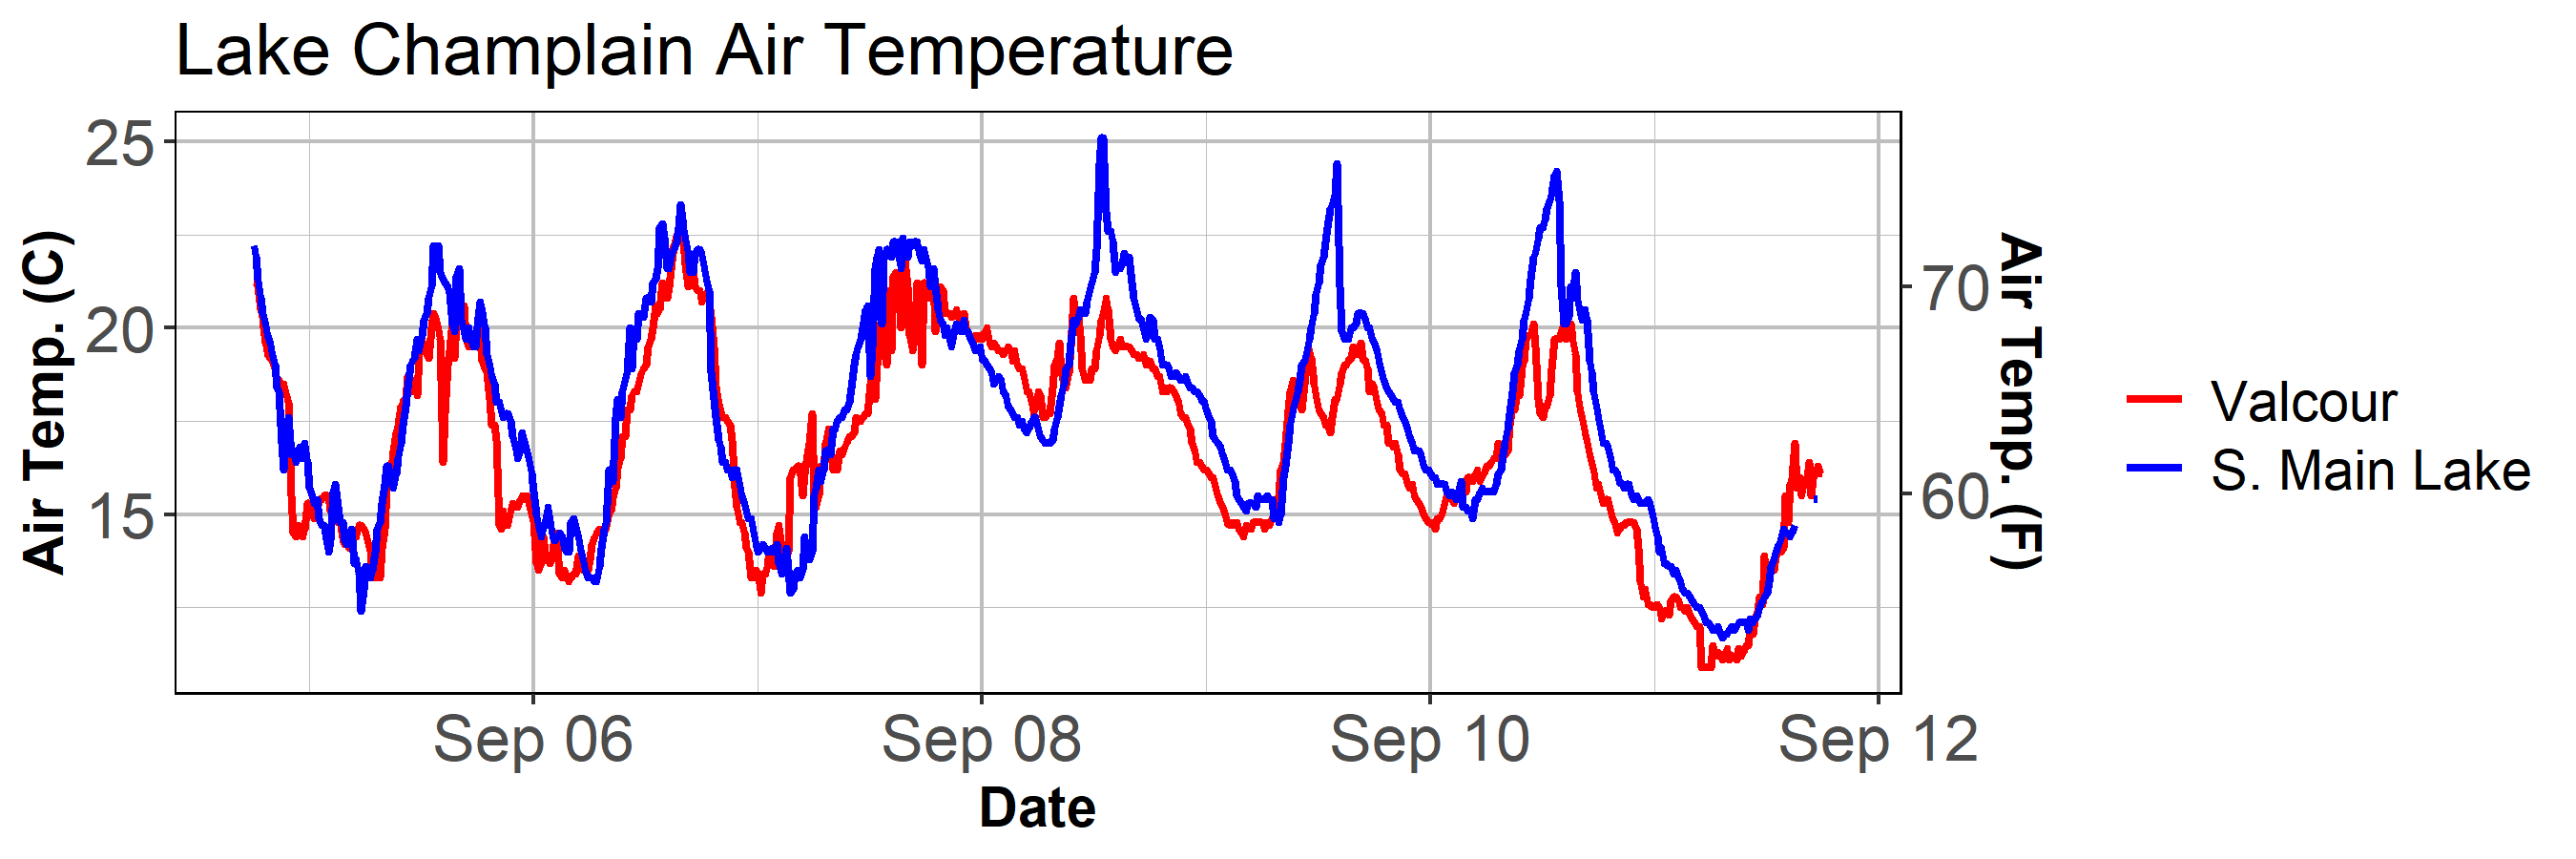 Lake Champlain Air Temperature
Air Temp. (C)
25
20
15
Sep 06
Sep 08
Sep 10
Sep 12
Date
70
60
Air Temp. (F)
Valcour
S. Main Lake